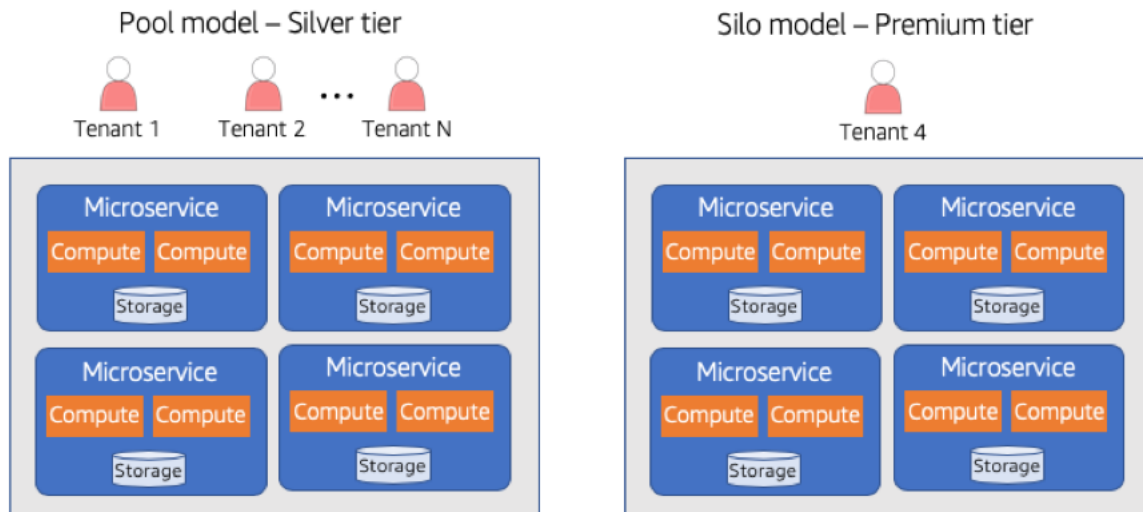 Pool model – Silver tier
Tenant 1
Tenant 2
...
Tenant N
Microservice
Compute Compute
Storage
Microservice
Compute Compute
Storage
Microservice
Compute Compute
Storage
Microservice
Compute Compute
Storage
Silo model – Premium tier
Tenant 4
Microservice
Compute Compute
Storage
Microservice
Compute Compute
Storage
Microservice
Compute Compute
Storage
Microservice
Compute Compute
Storage